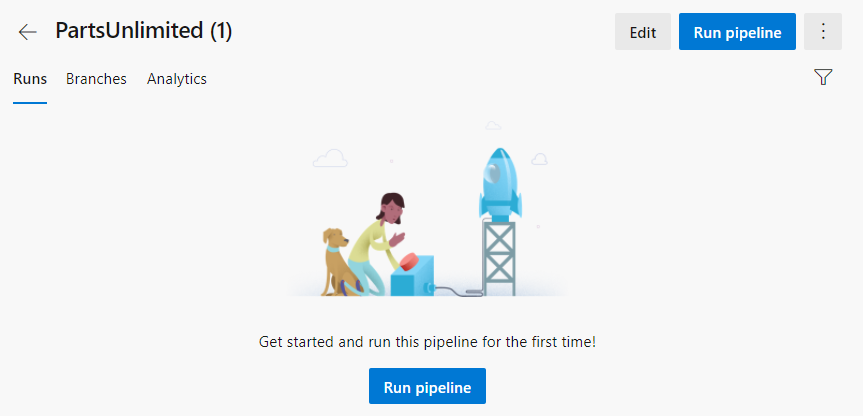 PartsUnlimited (1)
Edit
Run pipeline
Runs
Branches
Analytics
Get started and run this pipeline for the first time!
Run pipeline